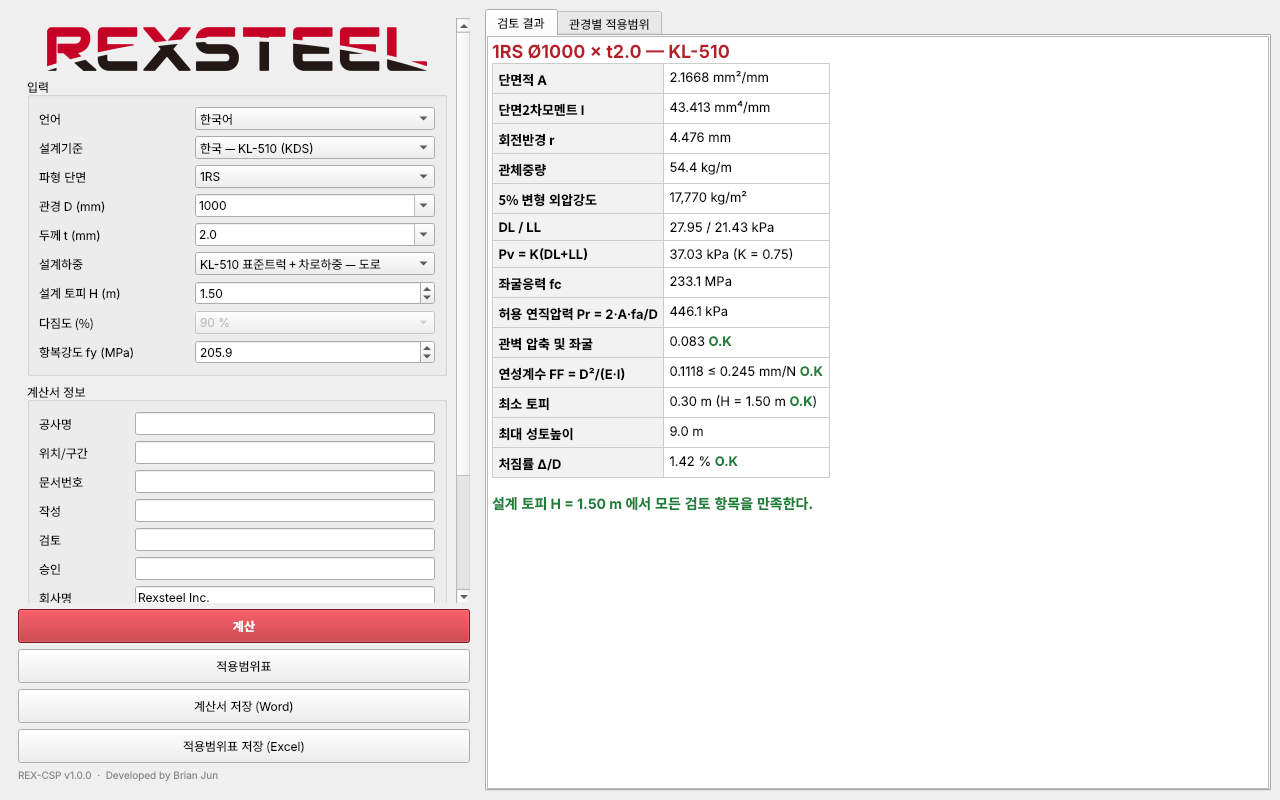 REXSTEEL
입력
언어 한국어
설계기준 한국 — KL-510 (KDS)
파형 단면 1RS
관경 D (mm) 1000
두께 t (mm) 2.0
설계하중 KL-510 표준트럭 + 차로하중 — 도로
설계 토피 H (m) 1.50
다짐도 (%) 90 %
항복강도 fy (MPa) 205.9
계산서 정보
공사명
위치/구간
문서번호
작성
검토
승인
회사명 Rexsteel Inc.
계산
적용범위표
계산서 저장 (Word)
적용범위표 저장 (Excel)
REX-CSP v1.0.0 · Developed by Brian Jun
검토 결과 관경별 적용범위
1RS Ø1000 × t2.0 — KL-510
단면적 A 2.1668 mm²/mm
단면2차모멘트 I 43.413 mm⁴/mm
회전반경 r 4.476 mm
관체중량 54.4 kg/m
5% 변형 외압강도 17,770 kg/m²
DL / LL 27.95 / 21.43 kPa
Pv = K(DL+LL) 37.03 kPa (K = 0.75)
좌굴응력 fc 233.1 MPa
허용 연직압력 Pr = 2·A·fa/D 446.1 kPa
관벽 압축 및 좌굴 0.083 O.K
연성계수 FF = D²/(E·I) 0.1118 ≤ 0.245 mm/N O.K
최소 토피 0.30 m (H = 1.50 m O.K)
최대 성토높이 9.0 m
처짐률 Δ/D 1.42 % O.K
설계 토피 H = 1.50 m 에서 모든 검토 항목을 만족한다.